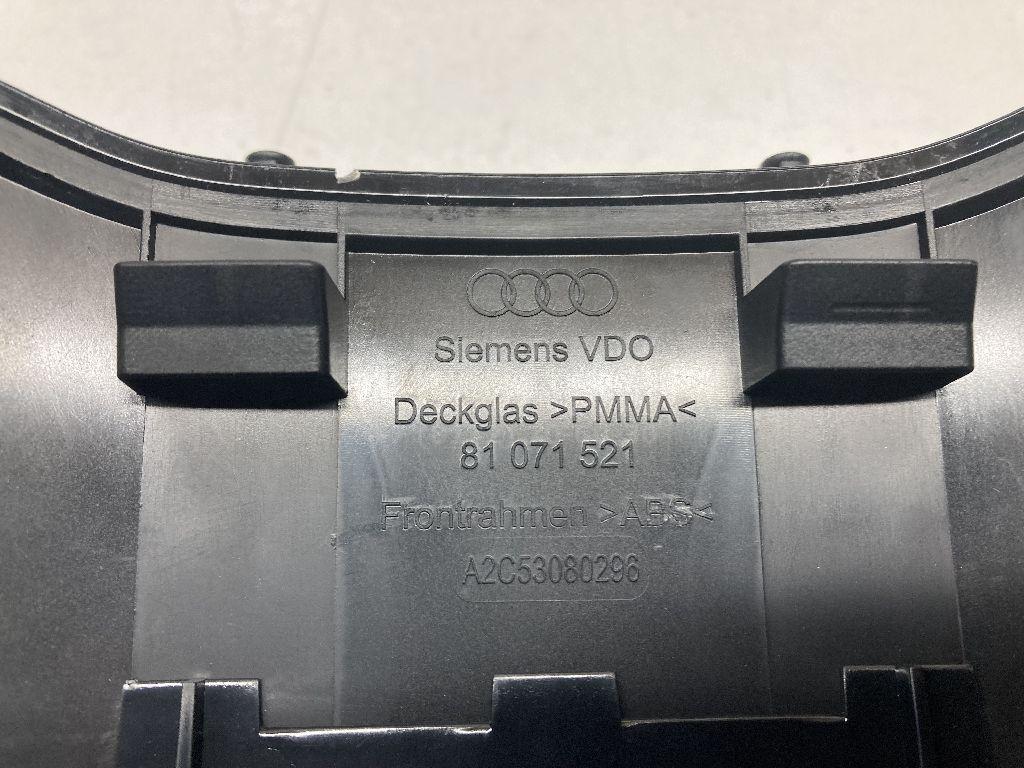 Siemens VDO
Deckglas >PMMA<
81 071 521
Frontrahmen >ABS<
A2C53080296